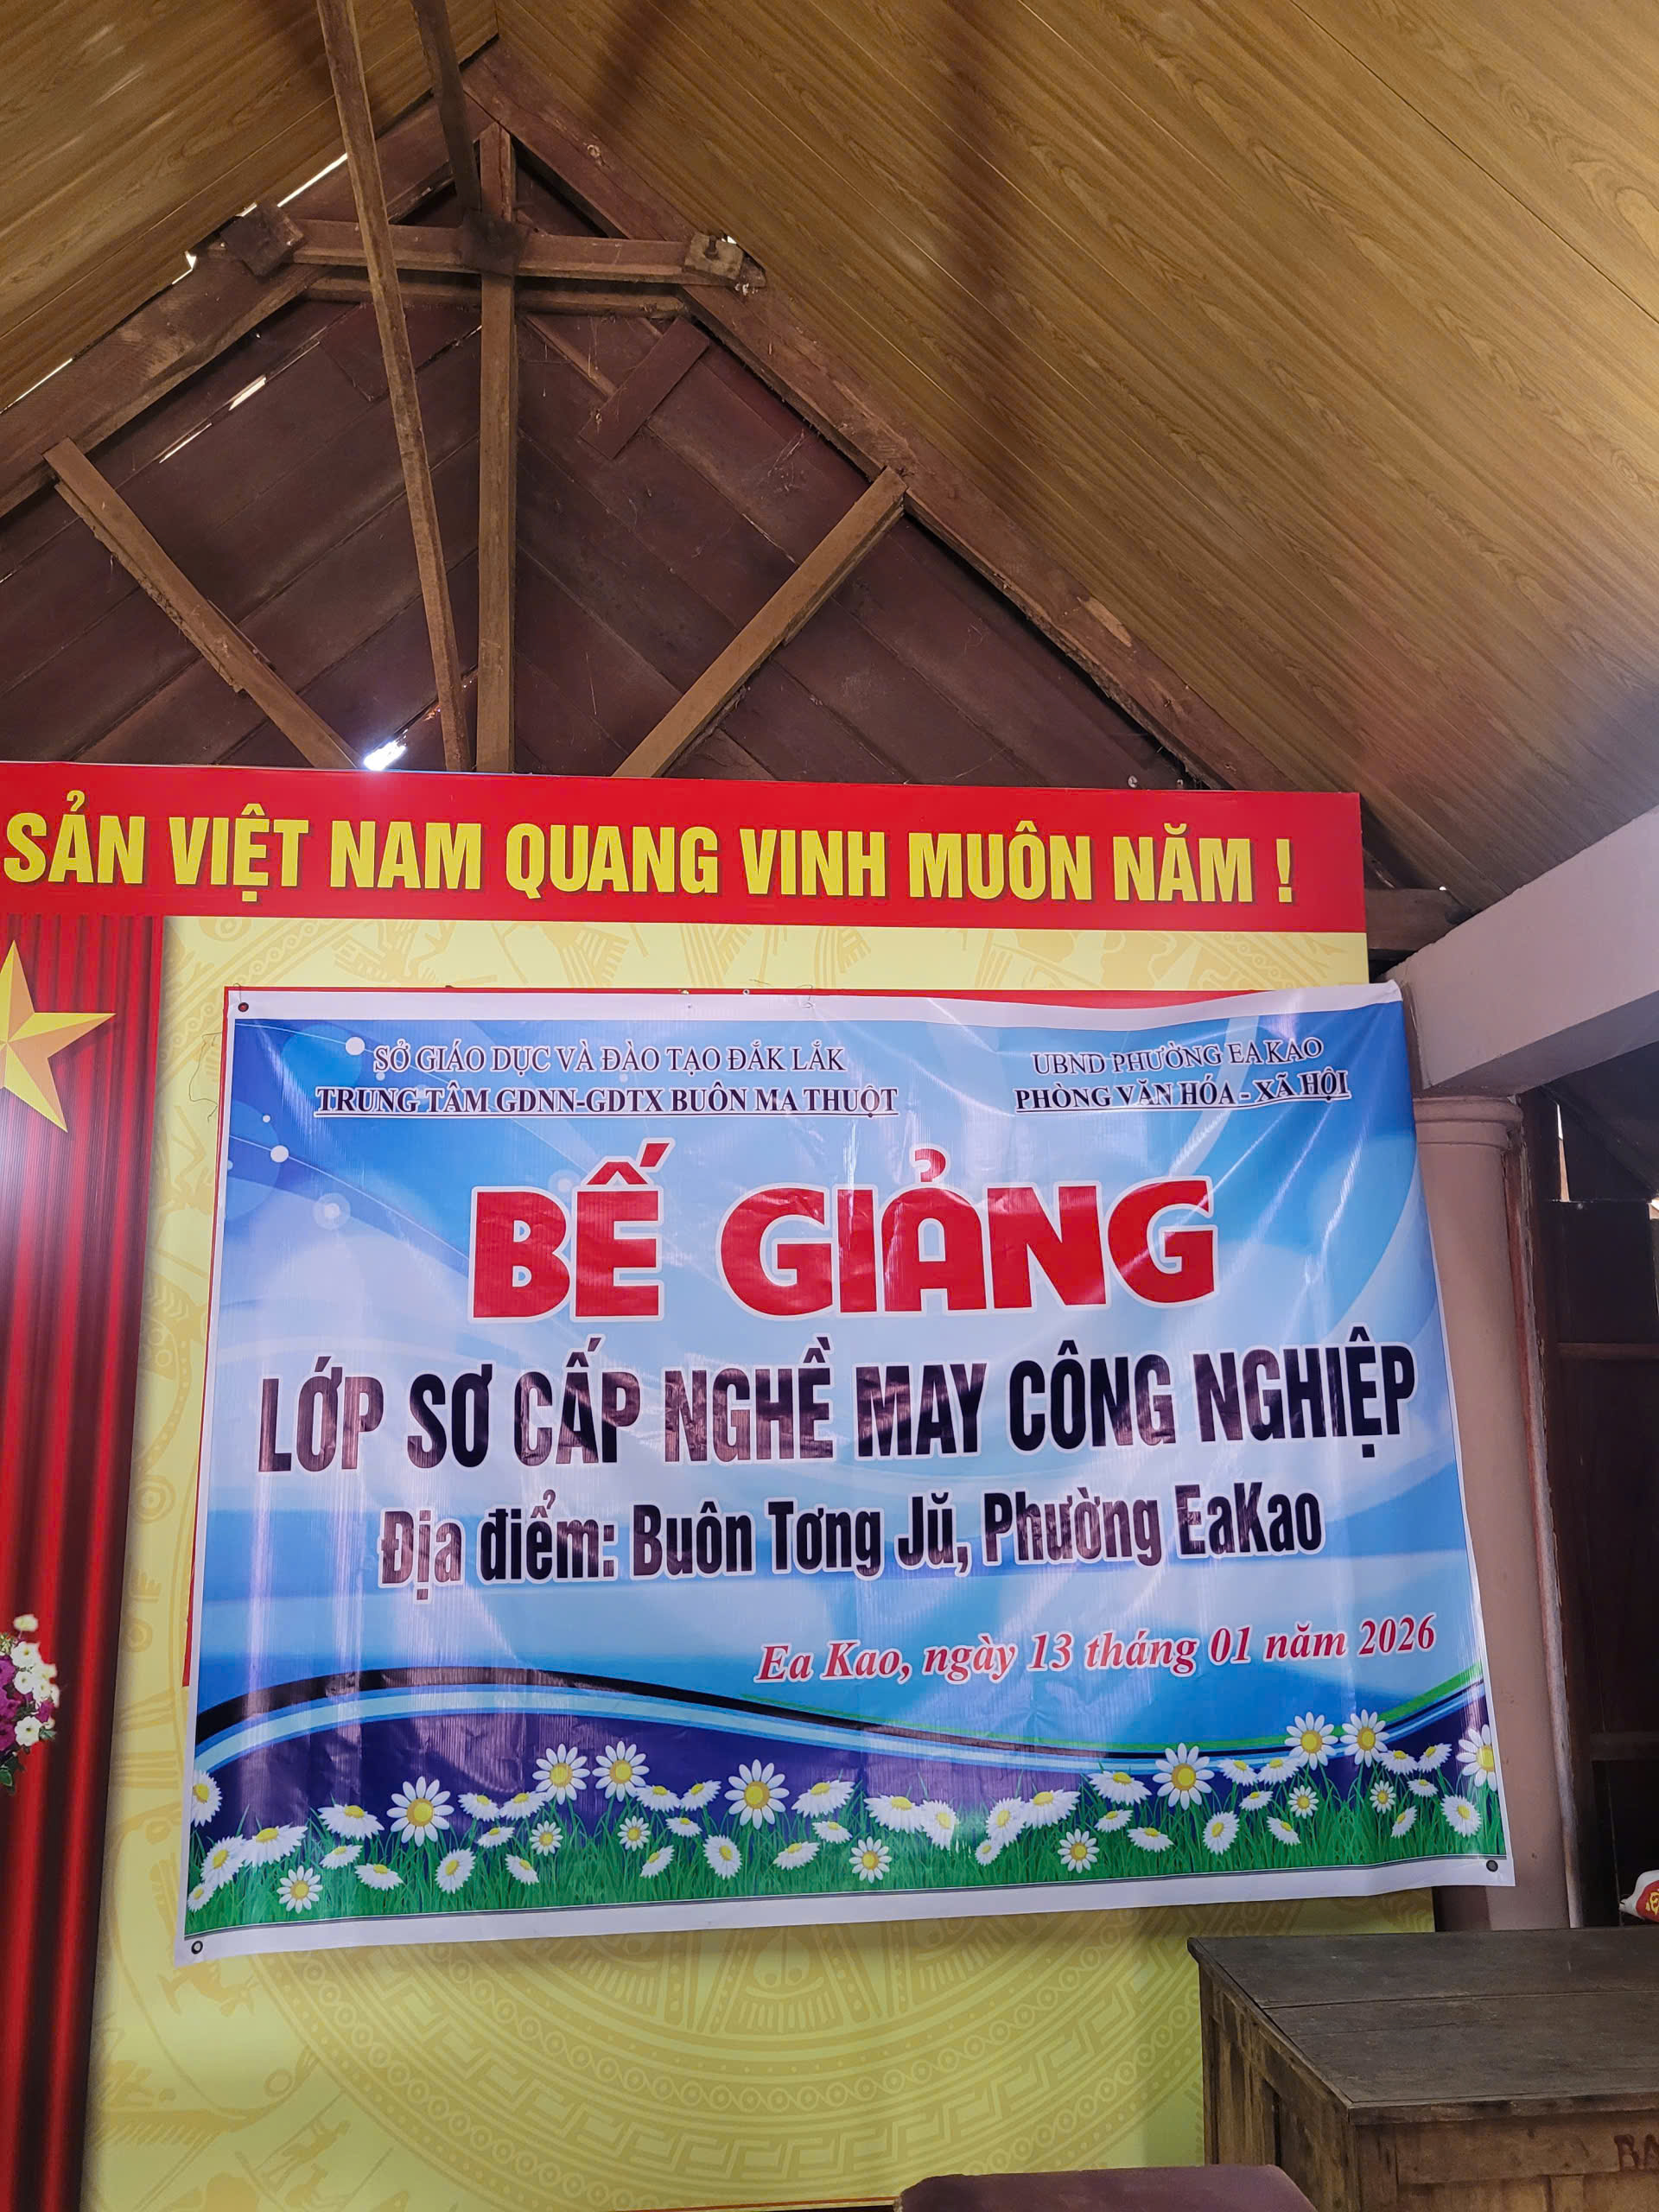 SẢN VIỆT NAM QUANG VINH MUÔN NĂM !
SỞ GIÁO DỤC VÀ ĐÀO TẠO ĐẮK LẮK
TRUNG TÂM GDNN-GDTX BUÔN MA THUỘT
UBND PHƯỜNG EA KAO
PHÒNG VĂN HÓA - XÃ HỘI
BẾ GIẢNG
LỚP SƠ CẤP NGHỀ MAY CÔNG NGHIỆP
Địa điểm: Buôn Tơng Jŭ, Phường EaKao
Ea Kao, ngày 13 tháng 01 năm 2026